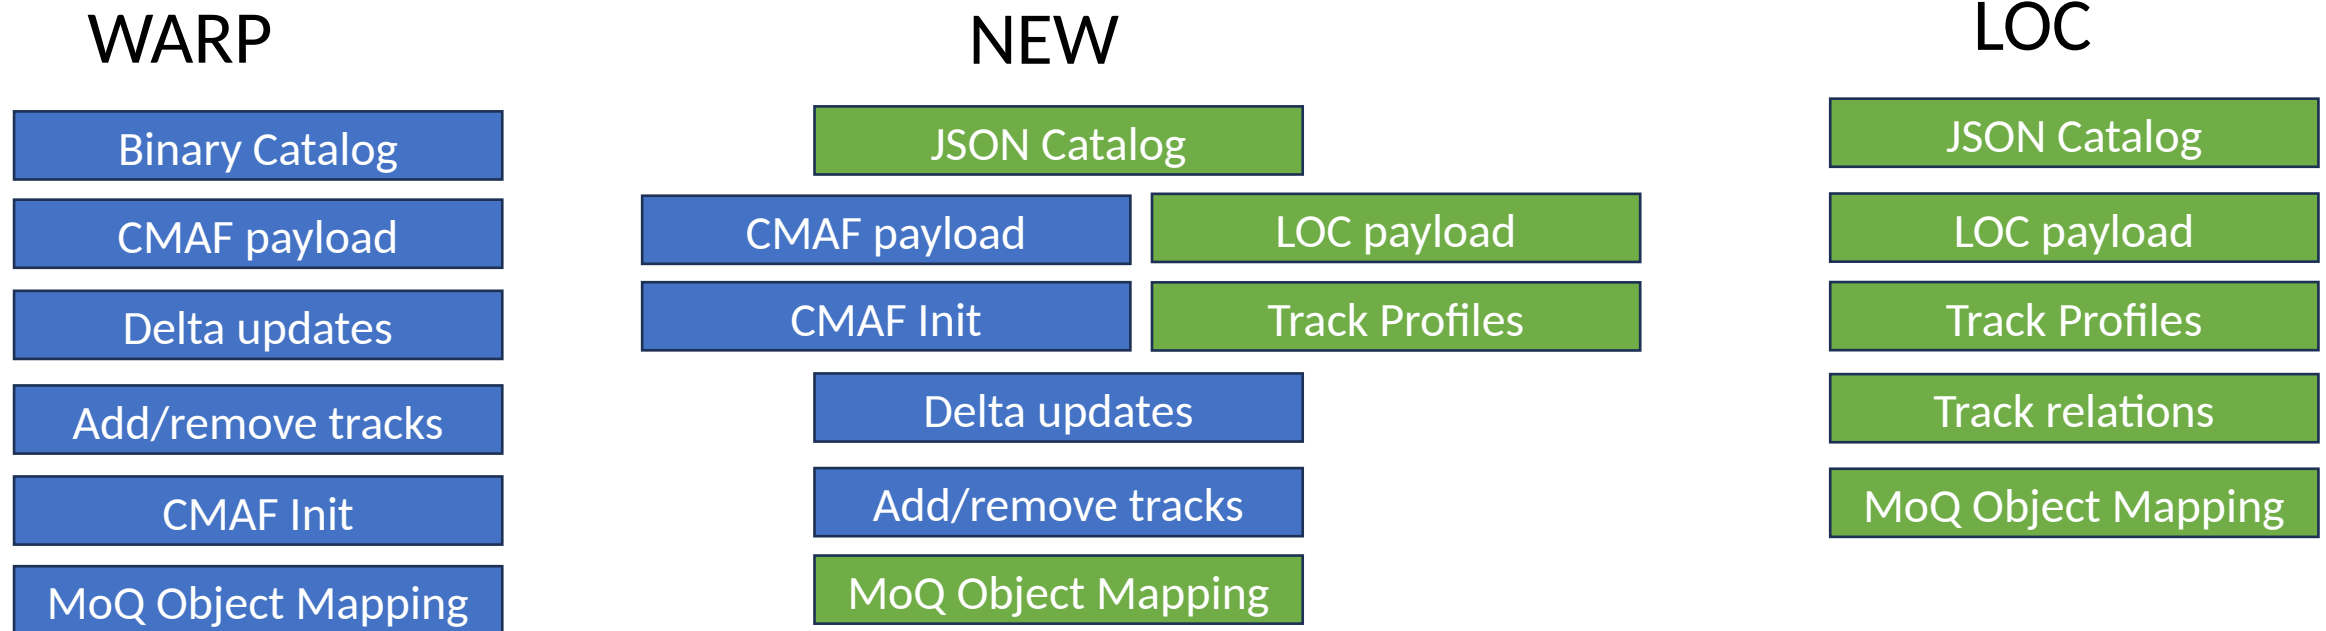 WARP
Binary Catalog
CMAF payload
Delta updates
Add/remove tracks
CMAF Init
MoQ Object Mapping
NEW
JSON Catalog
CMAF payload
LOC payload
CMAF Init
Track Profiles
Delta updates
Add/remove tracks
MoQ Object Mapping
LOC
JSON Catalog
LOC payload
Track Profiles
Track relations
MoQ Object Mapping